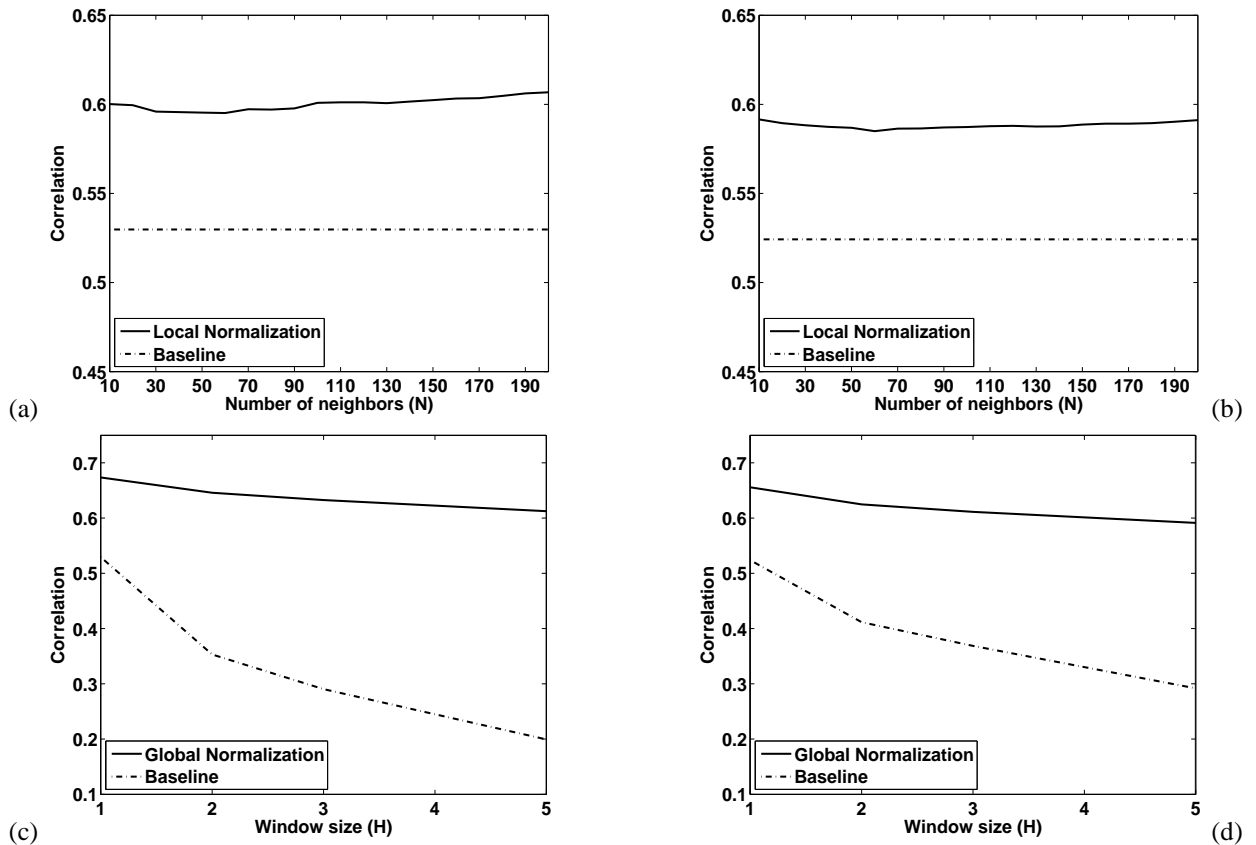 0.65
0.6
0.55
0.5
0.45
Correlation
Local Normalization
Baseline
10 30 50 70 90 110 130 150 170 190
Number of neighbors (N)
(a)
0.65
0.6
0.55
0.5
0.45
Correlation
Local Normalization
Baseline
10 30 50 70 90 110 130 150 170 190
Number of neighbors (N)
(b)
0.7
0.6
0.5
0.4
0.3
0.2
0.1
Correlation
Global Normalization
Baseline
1 2 3 4 5
Window size (H)
(c)
0.7
0.6
0.5
0.4
0.3
0.2
0.1
Correlation
Global Normalization
Baseline
1 2 3 4 5
Window size (H)
(d)